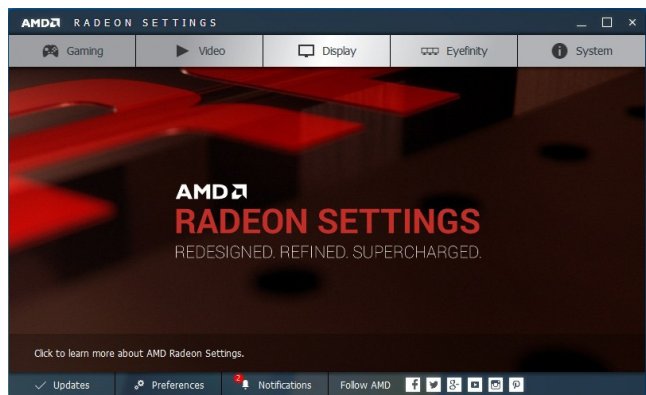 AMD RADEON SETTINGS
Gaming Video Display Eyefinity System
AMD
RADEON SETTINGS
REDESIGNED. REFINED. SUPERCHARGED.
Click to learn more about AMD Radeon Settings.
Updates Preferences 2 Notifications Follow AMD